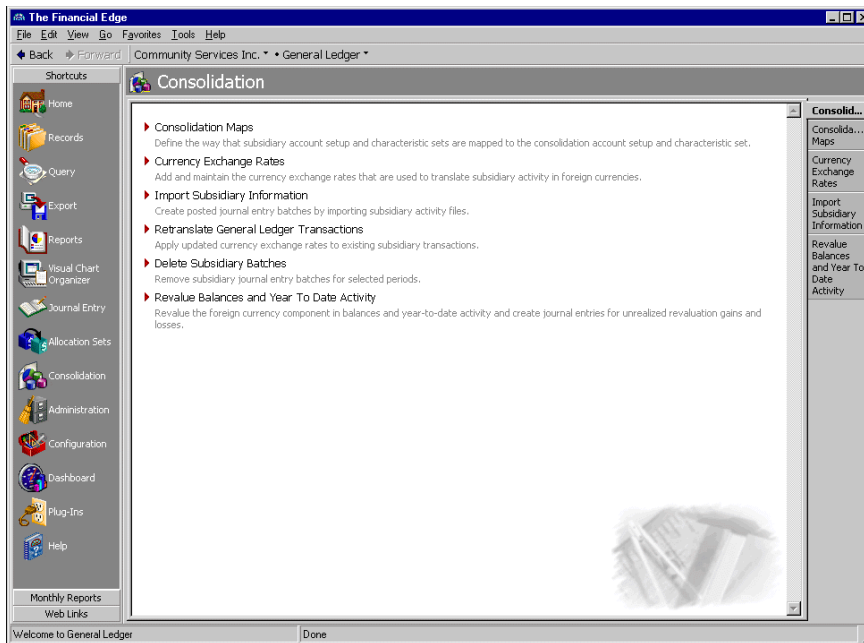 The Financial Edge
File Edit View Go Favorites Tools Help
Back Forward Community Services Inc. • General Ledger
Shortcuts
Home
Records
Query
Export
Reports
Visual Chart
Organizer
Journal Entry
Allocation Sets
Consolidation
Administration
Configuration
Dashboard
Plug-Ins
Help
Monthly Reports
Web Links
Consolidation
Consolidation Maps
Define the way that subsidiary account setup and characteristic sets are mapped to the consolidation account setup and characteristic set.
Currency Exchange Rates
Add and maintain the currency exchange rates that are used to translate subsidiary activity in foreign currencies.
Import Subsidiary Information
Create posted journal entry batches by importing subsidiary activity files.
Retranslate General Ledger Transactions
Apply updated currency exchange rates to existing subsidiary transactions.
Delete Subsidiary Batches
Remove subsidiary journal entry batches for selected periods.
Revalue Balances and Year To Date Activity
Revalue the foreign currency component in balances and year-to-date activity and create journal entries for unrealized revaluation gains and
losses.
Consolid...
Consolida...
Maps
Currency
Exchange
Rates
Import
Subsidiary
Information
Revalue
Balances
and Year To
Date
Activity
Welcome to General Ledger
Done